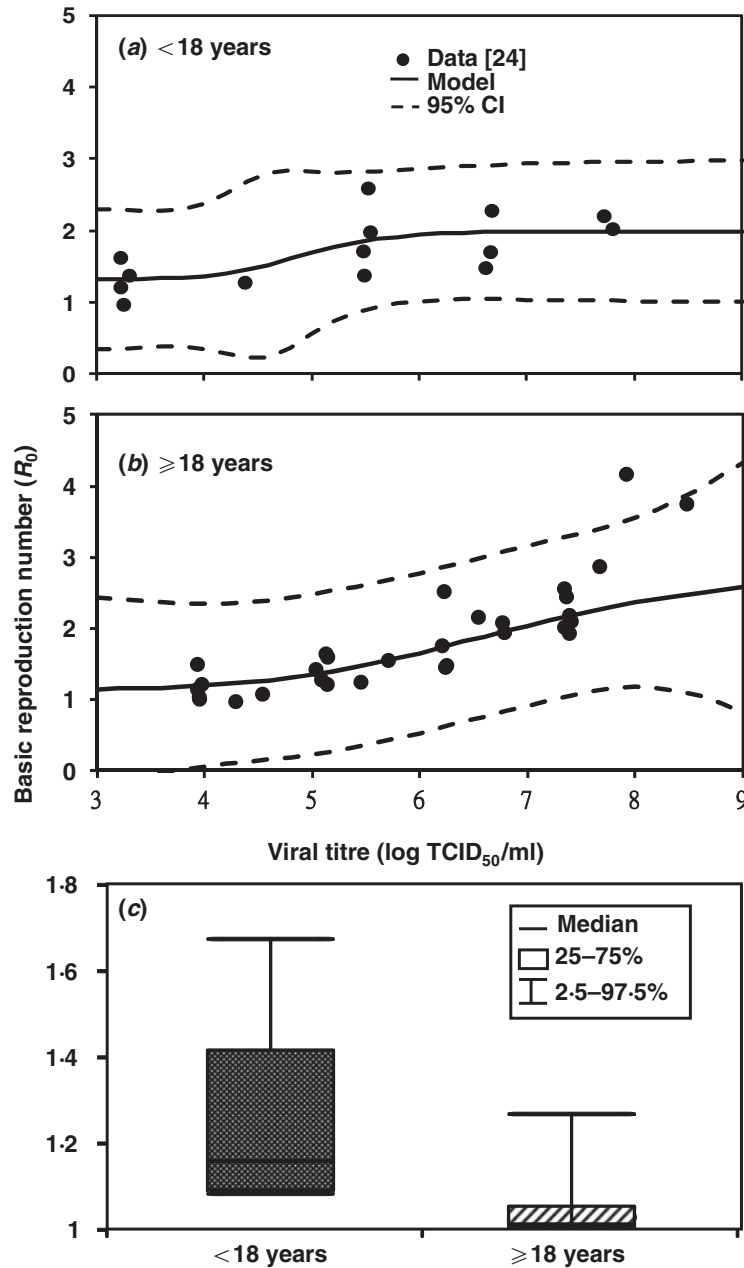 5
(a) <18 years
Data [24]
Model
95% CI
4
3
2
1
0
5
(b) ⩾18 years
4
3
2
1
0
3 4 5 6 7 8 9
Basic reproduction number (R₀)
Viral titre (log TCID₅₀/ml)
1·8
(c)
Median
25–75%
2·5–97·5%
1·6
1·4
1·2
1
<18 years ⩾18 years